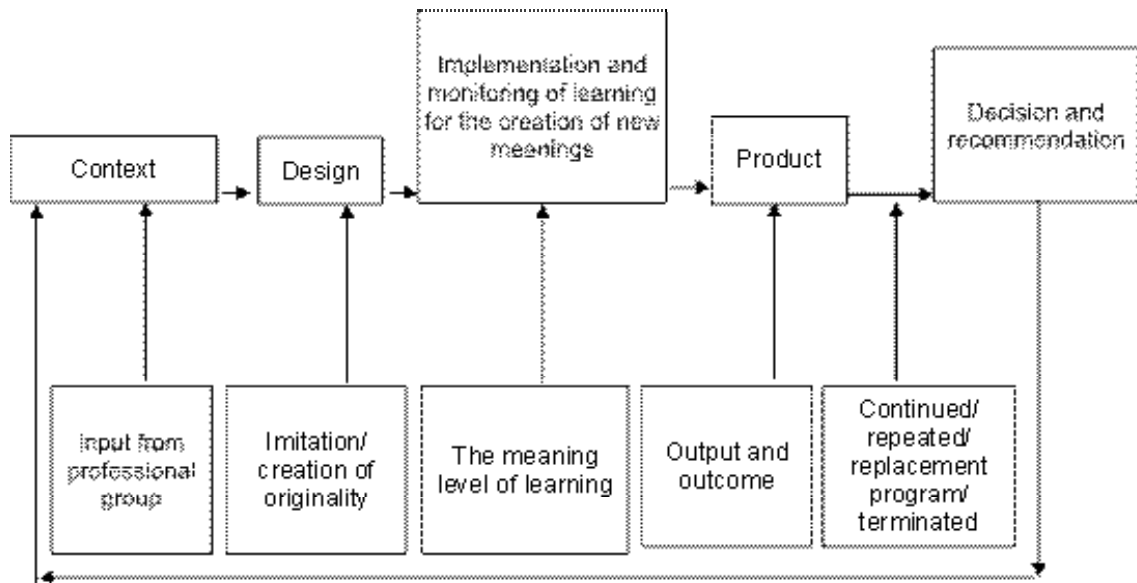 Implementation and
monitoring of learning
for the creation of new
meanings
Decision and
recommendation
Context
Design
Product
Input from
professional
group
Imitation/
creation of
originality
The meaning
level of learning
Output and
outcome
Continued/
repeated/
replacement
program/
terminated